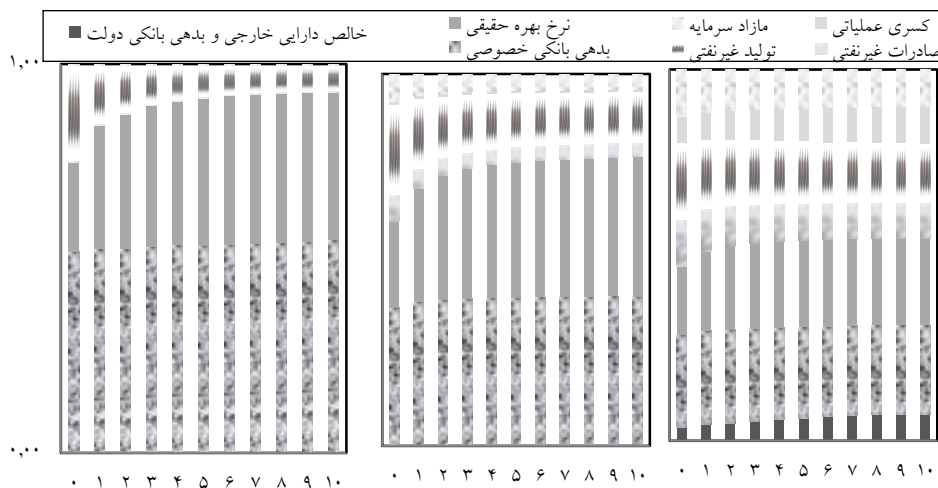 کسری عملیاتی مازاد سرمایه نرخ بهره حقیقی خالص دارایی خارجی و بدهی بانکی دولت
صادرات غیرنفتی تولید غیرنفتی بدهی بانکی خصوصی
۱,۰۰
۰,۰۰
۰ ۱ ۲ ۳ ۴ ۵ ۶ ۷ ۸ ۹ ۱۰
۰ ۱ ۲ ۳ ۴ ۵ ۶ ۷ ۸ ۹ ۱۰
۰ ۱ ۲ ۳ ۴ ۵ ۶ ۷ ۸ ۹ ۱۰